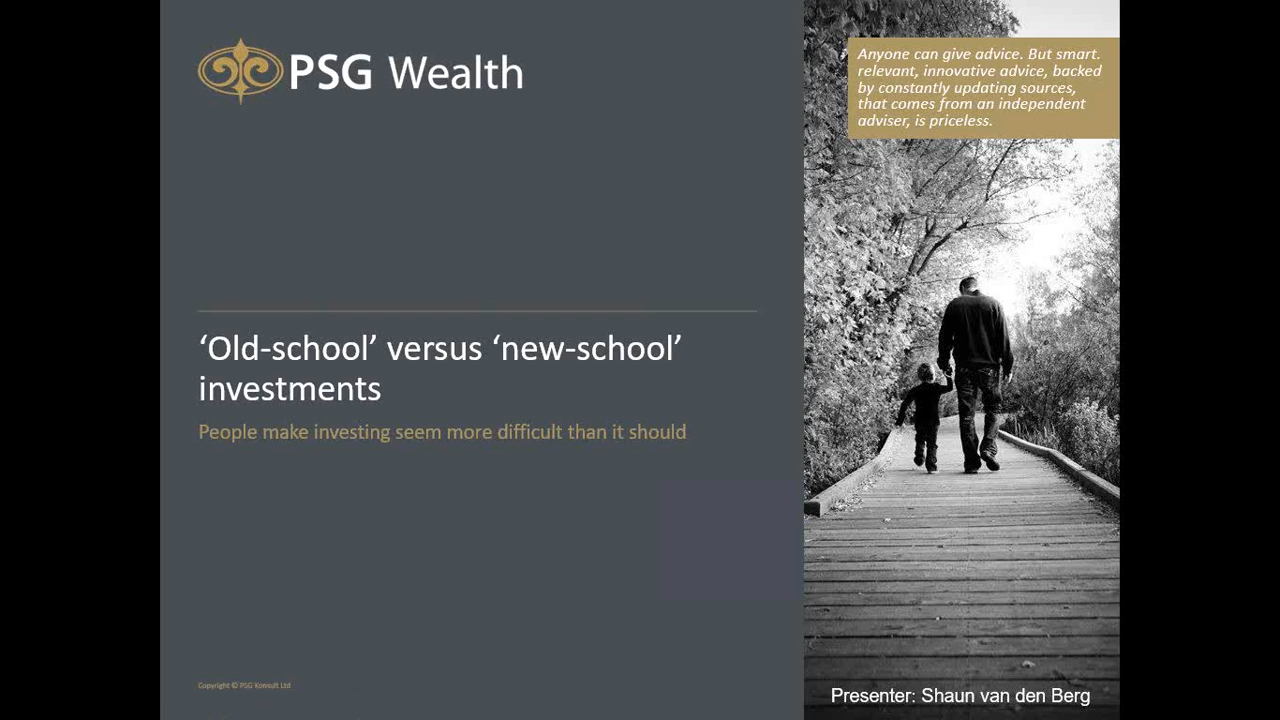 PSG Wealth
Anyone can give advice. But smart.
relevant, innovative advice, backed
by constantly updating sources,
that comes from an independent
adviser, is priceless.
‘Old-school’ versus ‘new-school’
investments
People make investing seem more difficult than it should
Copyright © PSG Konsult Ltd
Presenter: Shaun van den Berg